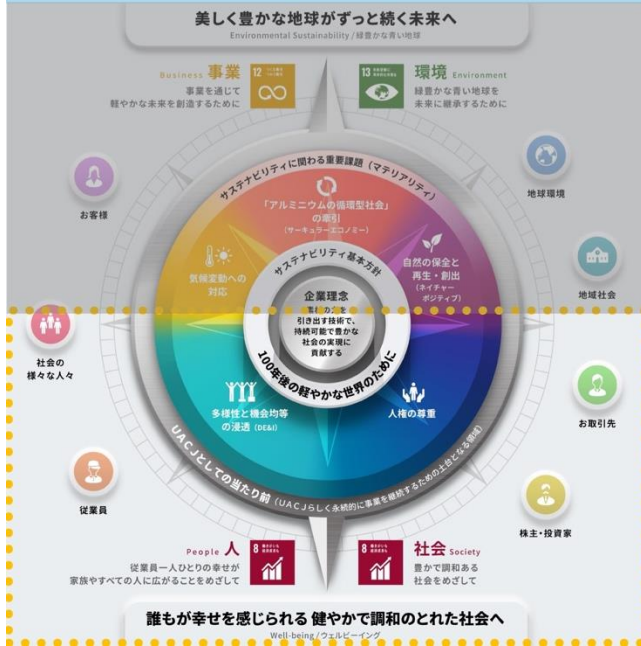 美しく豊かな地球がずっと続く未来へ
Environmental Sustainability / 緑豊かな青い地球
Business 事業
12
事業を通じて
軽やかな未来を創造するために
13
環境 Environment
緑豊かな青い地球を
未来に継承するために
お客様
地球環境
地域社会
社会の
様々な人々
お取引先
従業員
株主・投資家
サステナビリティに関わる重要課題(マテリアリティ)
「アルミニウムの循環型社会」
の牽引
(サーキュラーエコノミー)
気候変動への
対応
自然の保全と
再生・創出
(ネイチャー
ポジティブ)
サステナビリティ基本方針
企業理念
素材の力を
引き出す技術で、
持続可能で豊かな
社会の実現に
貢献する
100年後の軽やかな世界のために
多様性と機会均等
の浸透(DE&I)
人権の尊重
UACJとしての当たり前(UACJらしく永続的に事業を継続するための土台となる領域)
People 人
8
従業員一人ひとりの幸せが
家族やすべての人に広がることをめざして
8
社会 Society
豊かで調和ある
社会をめざして
誰もが幸せを感じられる 健やかで調和のとれた社会へ
Well-being / ウェルビーイング